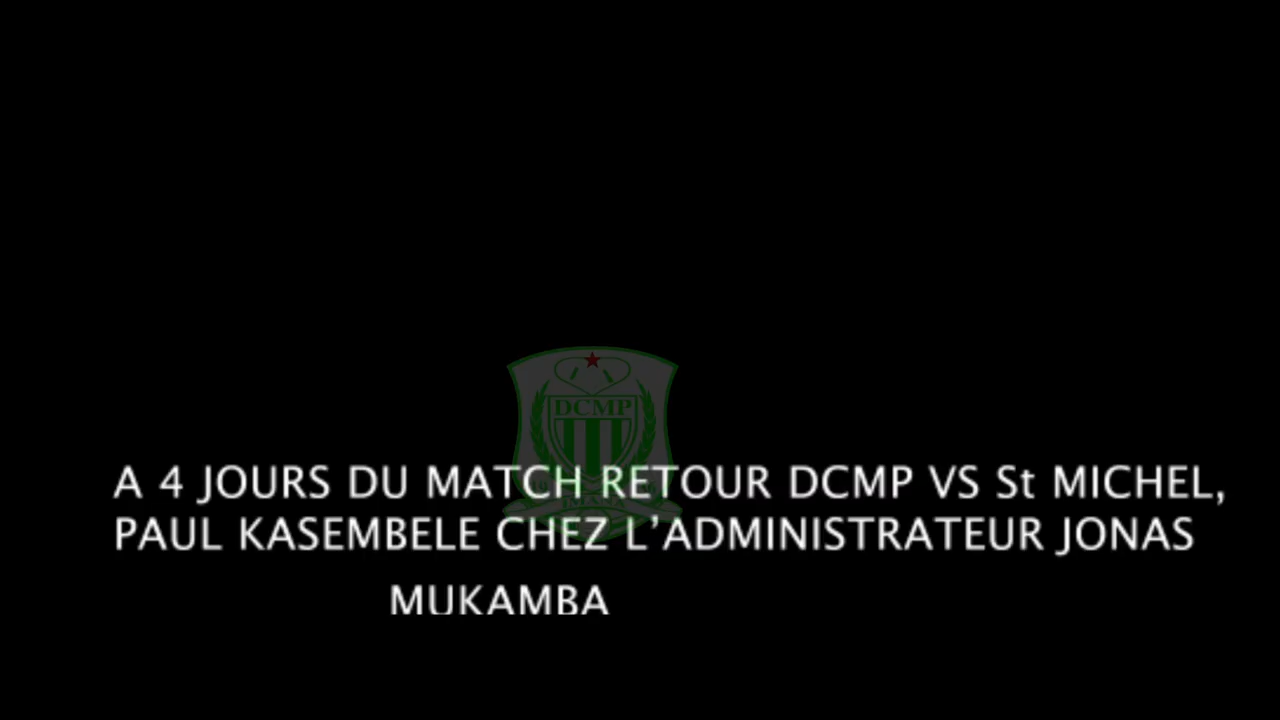 DCMP
A 4 JOURS DU MATCH RETOUR DCMP VS St MICHEL,
PAUL KASEMBELE CHEZ L’ADMINISTRATEUR JONAS
MUKAMBA